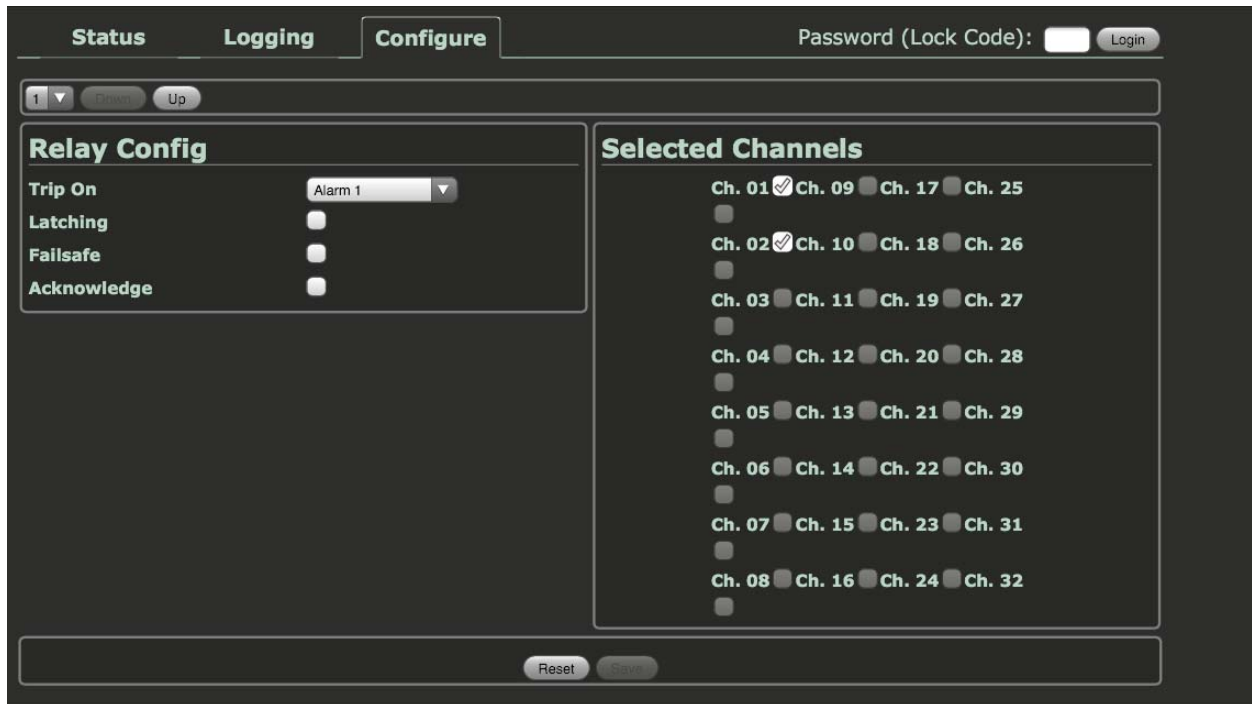 Status Logging Configure Password (Lock Code): Login
1 Down Up
Relay Config
Trip On Alarm 1
Latching
Failsafe
Acknowledge
Selected Channels
Ch. 01 Ch. 09 Ch. 17 Ch. 25
Ch. 02 Ch. 10 Ch. 18 Ch. 26
Ch. 03 Ch. 11 Ch. 19 Ch. 27
Ch. 04 Ch. 12 Ch. 20 Ch. 28
Ch. 05 Ch. 13 Ch. 21 Ch. 29
Ch. 06 Ch. 14 Ch. 22 Ch. 30
Ch. 07 Ch. 15 Ch. 23 Ch. 31
Ch. 08 Ch. 16 Ch. 24 Ch. 32
Reset Save